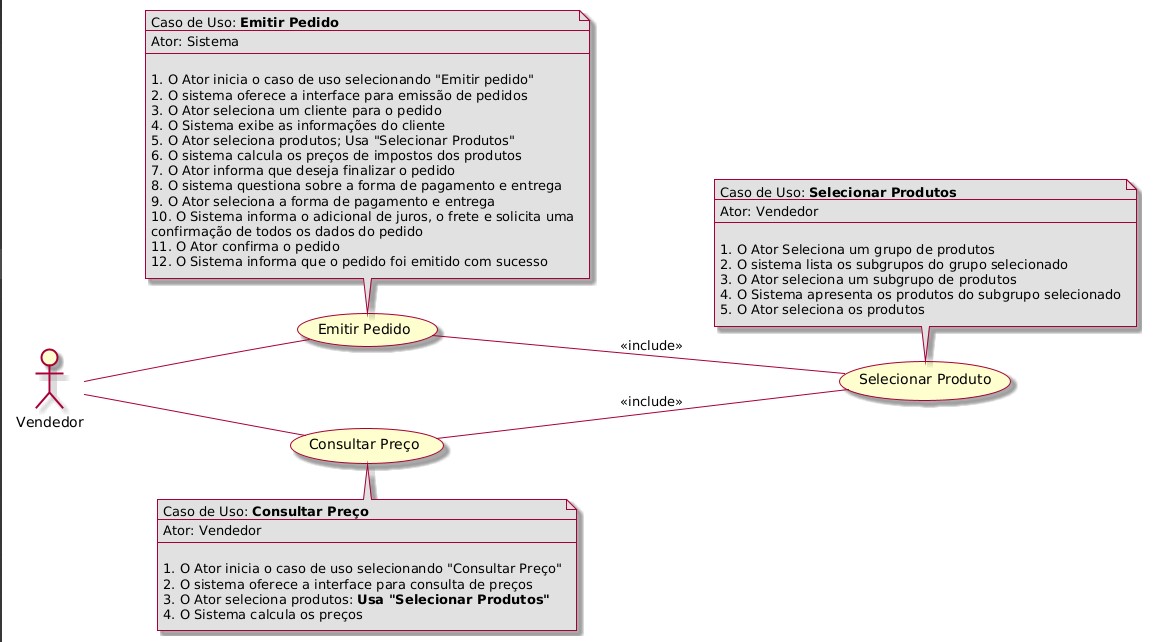 Caso de Uso: Emitir Pedido
Ator: Sistema
1. O Ator inicia o caso de uso selecionando "Emitir pedido"
2. O sistema oferece a interface para emissão de pedidos
3. O Ator seleciona um cliente para o pedido
4. O Sistema exibe as informações do cliente
5. O Ator seleciona produtos; Usa "Selecionar Produtos"
6. O sistema calcula os preços de impostos dos produtos
7. O Ator informa que deseja finalizar o pedido
8. O sistema questiona sobre a forma de pagamento e entrega
9. O Ator seleciona a forma de pagamento e entrega
10. O Sistema informa o adicional de juros, o frete e solicita uma
confirmação de todos os dados do pedido
11. O Ator confirma o pedido
12. O Sistema informa que o pedido foi emitido com sucesso
Caso de Uso: Selecionar Produtos
Ator: Vendedor
1. O Ator Seleciona um grupo de produtos
2. O sistema lista os subgrupos do grupo selecionado
3. O Ator seleciona um subgrupo de produtos
4. O Sistema apresenta os produtos do subgrupo selecionado
5. O Ator seleciona os produtos
Emitir Pedido
«include»
Selecionar Produto
Vendedor
«include»
Consultar Preço
Caso de Uso: Consultar Preço
Ator: Vendedor
1. O Ator inicia o caso de uso selecionando "Consultar Preço"
2. O sistema oferece a interface para consulta de preços
3. O Ator seleciona produtos: Usa "Selecionar Produtos"
4. O Sistema calcula os preços